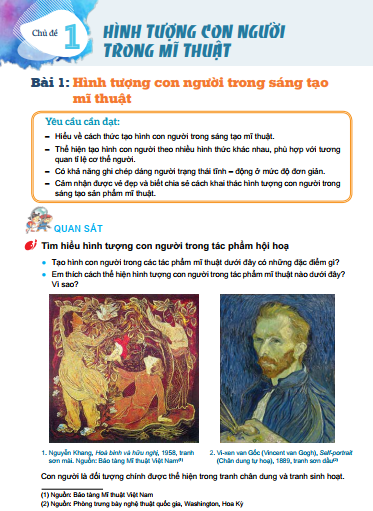 Chủ đề
1
HÌNH TƯỢNG CON NGƯỜI
TRONG MĨ THUẬT
Bài 1: Hình tượng con người trong sáng tạo
mĩ thuật
Yêu cầu cần đạt:
– Hiểu về cách thức tạo hình con người trong sáng tạo mĩ thuật.
– Thể hiện tạo hình con người theo nhiều hình thức khác nhau, phù hợp với tương
quan tỉ lệ cơ thể người.
– Có khả năng ghi chép dáng người trạng thái tĩnh – động ở mức độ đơn giản.
– Cảm nhận được vẻ đẹp và biết chia sẻ cách khai thác hình tượng con người trong
sáng tạo sản phẩm mĩ thuật.
QUAN SÁT
Tìm hiểu hình tượng con người trong tác phẩm hội hoạ
• Tạo hình con người trong các tác phẩm mĩ thuật dưới đây có những đặc điểm gì?
• Em thích cách thể hiện hình tượng con người trong tác phẩm mĩ thuật nào dưới đây?
Vì sao?
1. Nguyễn Khang, Hoà bình và hữu nghị, 1958, tranh
sơn mài. Nguồn: Bảo tàng Mĩ thuật Việt Nam(1)
2. Vi-xen van Gốc (Vincent van Gogh), Self-portrait
(Chân dung tự hoạ), 1889, tranh sơn dầu(2)
Con người là đối tượng chính được thể hiện trong tranh chân dung và tranh sinh hoạt.
(1) Nguồn: Bảo tàng Mĩ thuật Việt Nam
(2) Nguồn: Phòng trưng bày nghệ thuật quốc gia, Washington, Hoa Kỳ